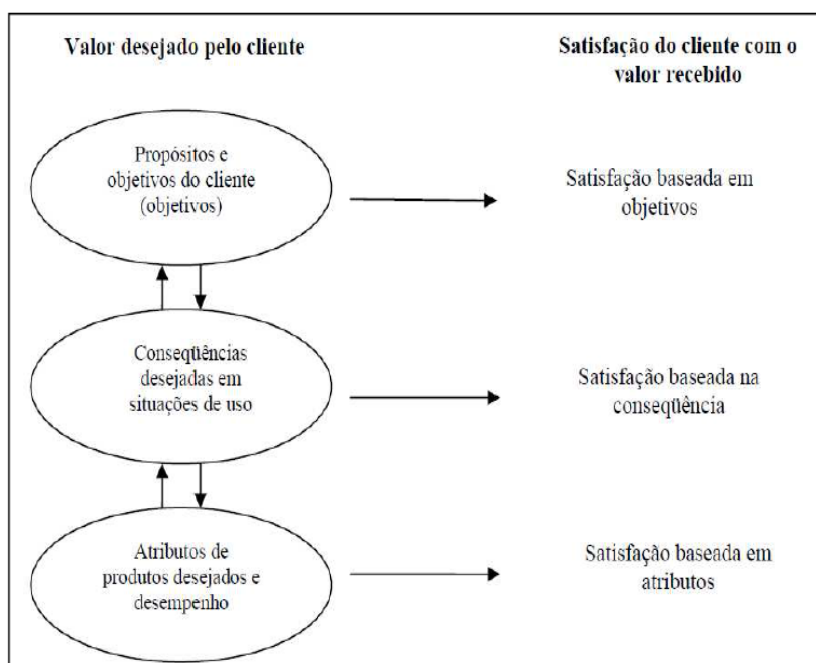 Valor desejado pelo cliente
Satisfação do cliente com o
valor recebido
Propósitos e
objetivos do cliente
(objetivos)
Satisfação baseada em
objetivos
Conseqüências
desejadas em
situações de uso
Satisfação baseada na
conseqüência
Atributos de
produtos desejados e
desempenho
Satisfação baseada em
atributos